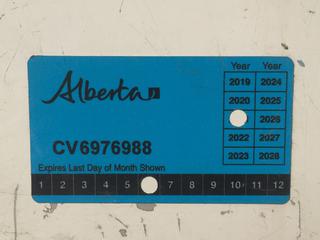 Year Year
Alberta
2019 2024
2020 2025
2026
CV6976988
2022 2027
2023 2028
Expires Last Day of Month Shown
1 2 3 4 5 7 8 9 10 11 12